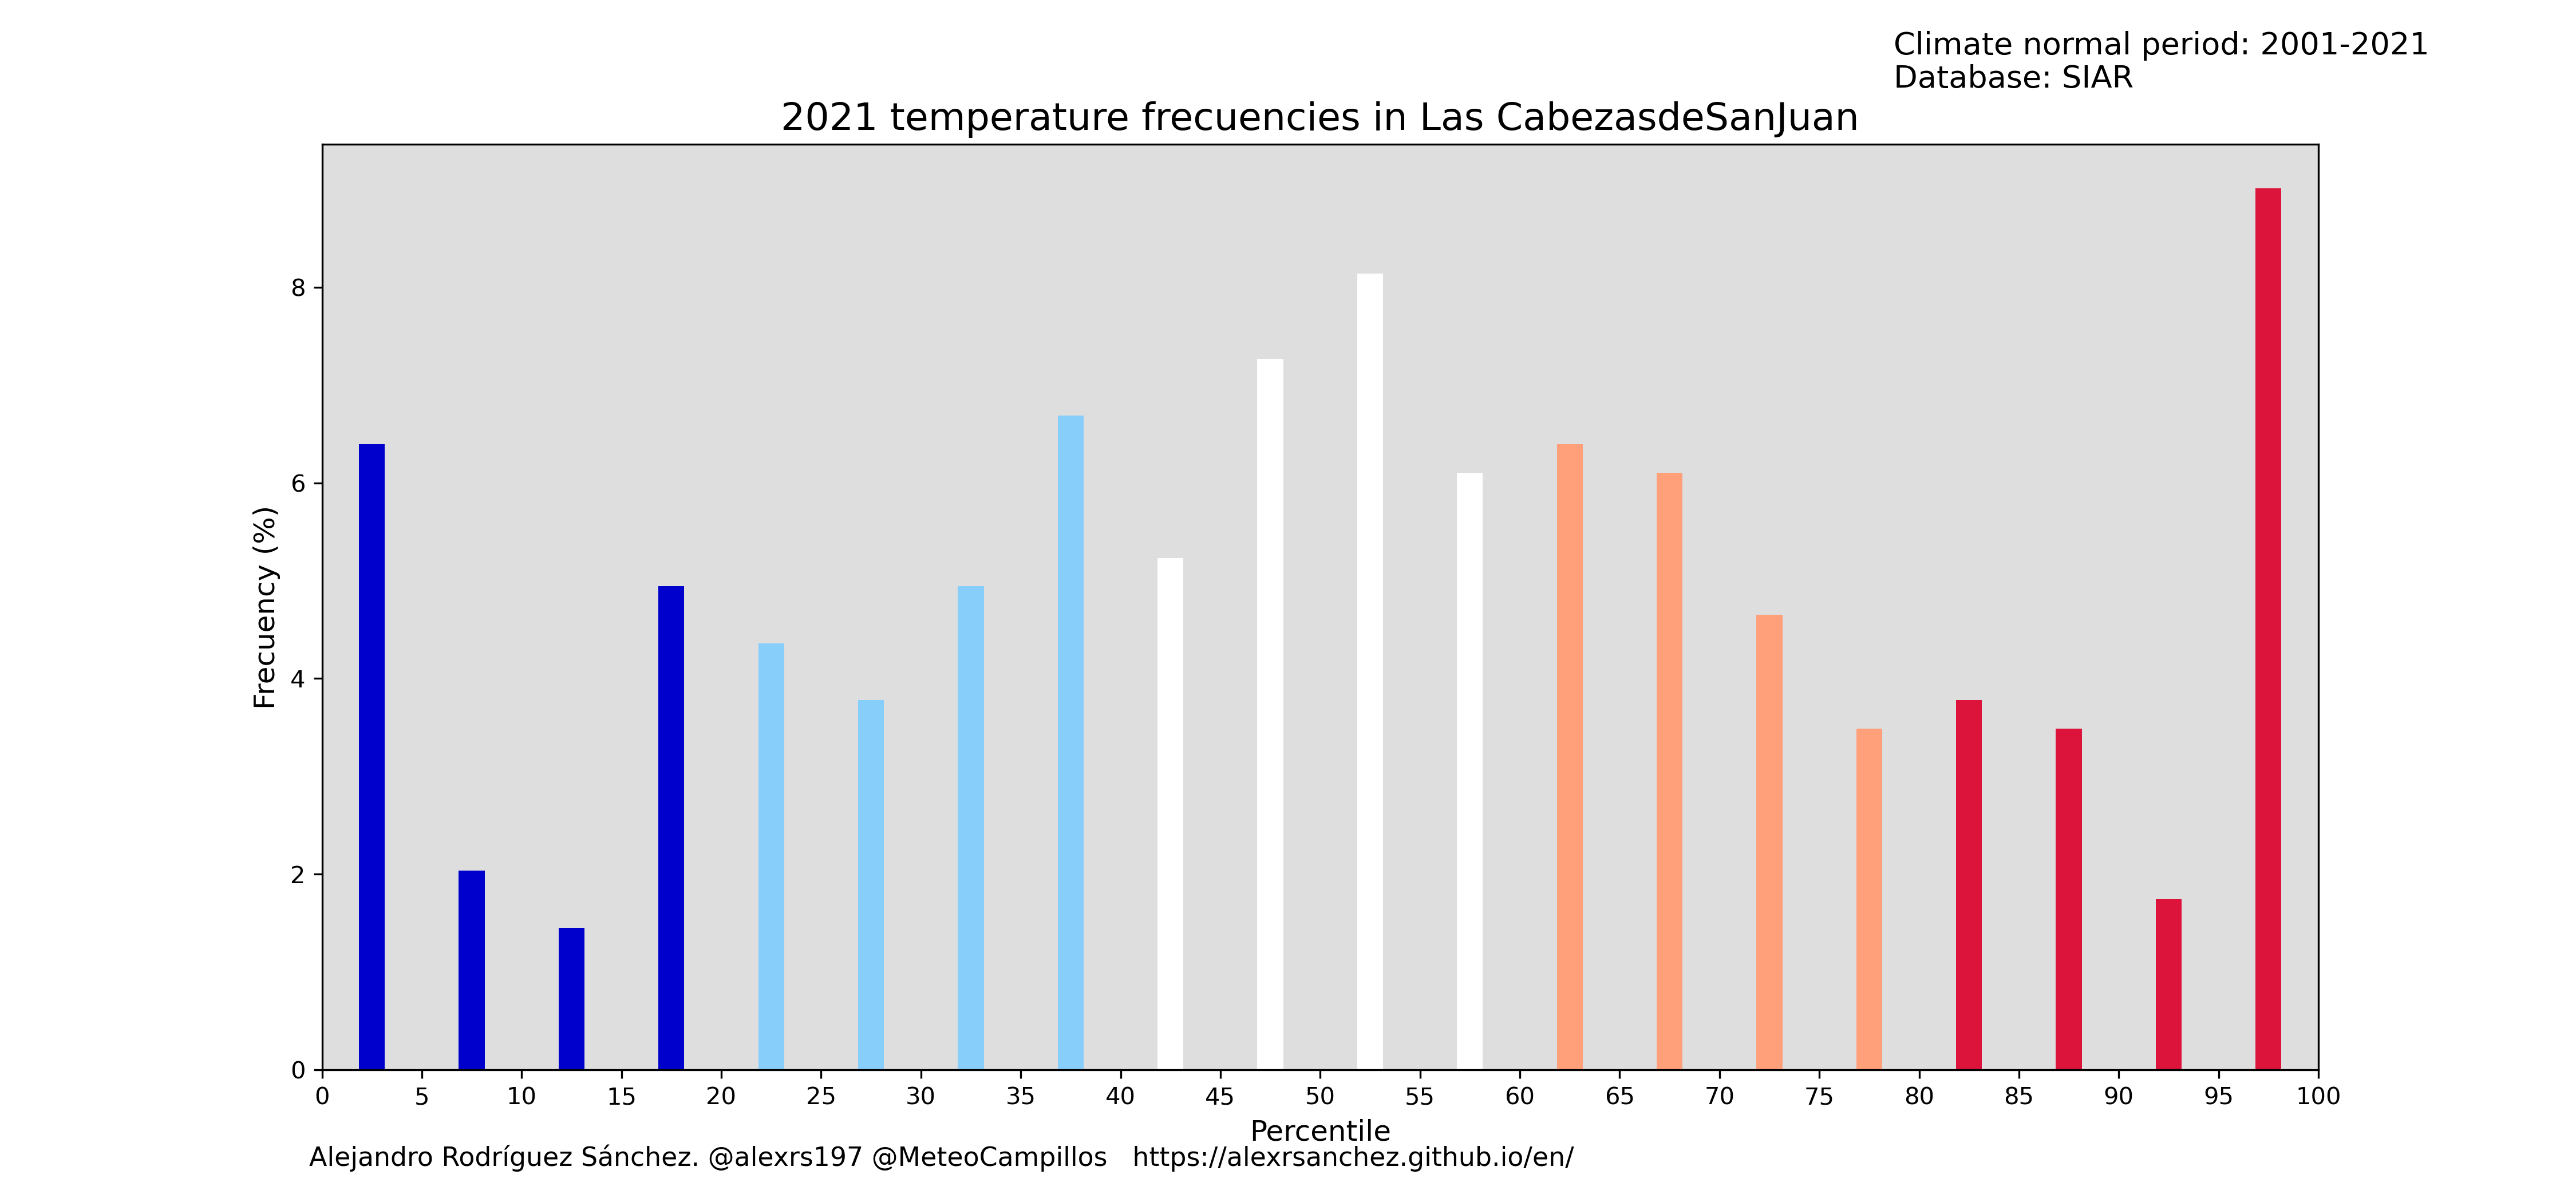 Climate normal period: 2001-2021
Database: SIAR
2021 temperature frecuencies in Las CabezasdeSanJuan
Frecuency (%)
8
6
4
2
0
0 5 10 15 20 25 30 35 40 45 50 55 60 65 70 75 80 85 90 95 100
Percentile
Alejandro Rodríguez Sánchez. @alexrs197 @MeteoCampillos https://alexrsanchez.github.io/en/